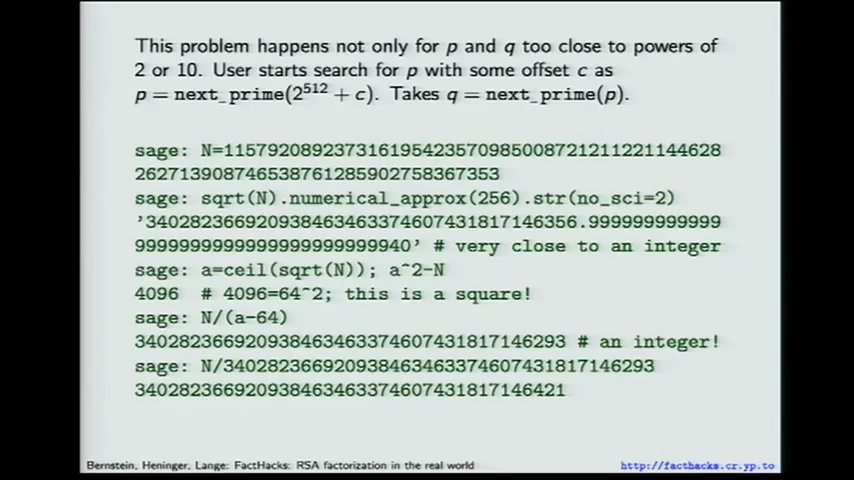 This problem happens not only for p and q too close to powers of
2 or 10. User starts search for p with some offset c as
p = next_prime(2^512 + c). Takes q = next_prime(p).
sage: N=115792089237316195423570985008721211221144628
262713908746538761285902758367353
sage: sqrt(N).numerical_approx(256).str(no_sci=2)
'340282366920938463463374607431817146356.999999999999
9999999999999999999999999940' # very close to an integer
sage: a=ceil(sqrt(N)); a^2-N
4096 # 4096=64^2; this is a square!
sage: N/(a-64)
340282366920938463463374607431817146293 # an integer!
sage: N/340282366920938463463374607431817146293
340282366920938463463374607431817146421
Bernstein, Heninger, Lange: FactHacks: RSA factorization in the real world
http://facthacks.cr.yp.to